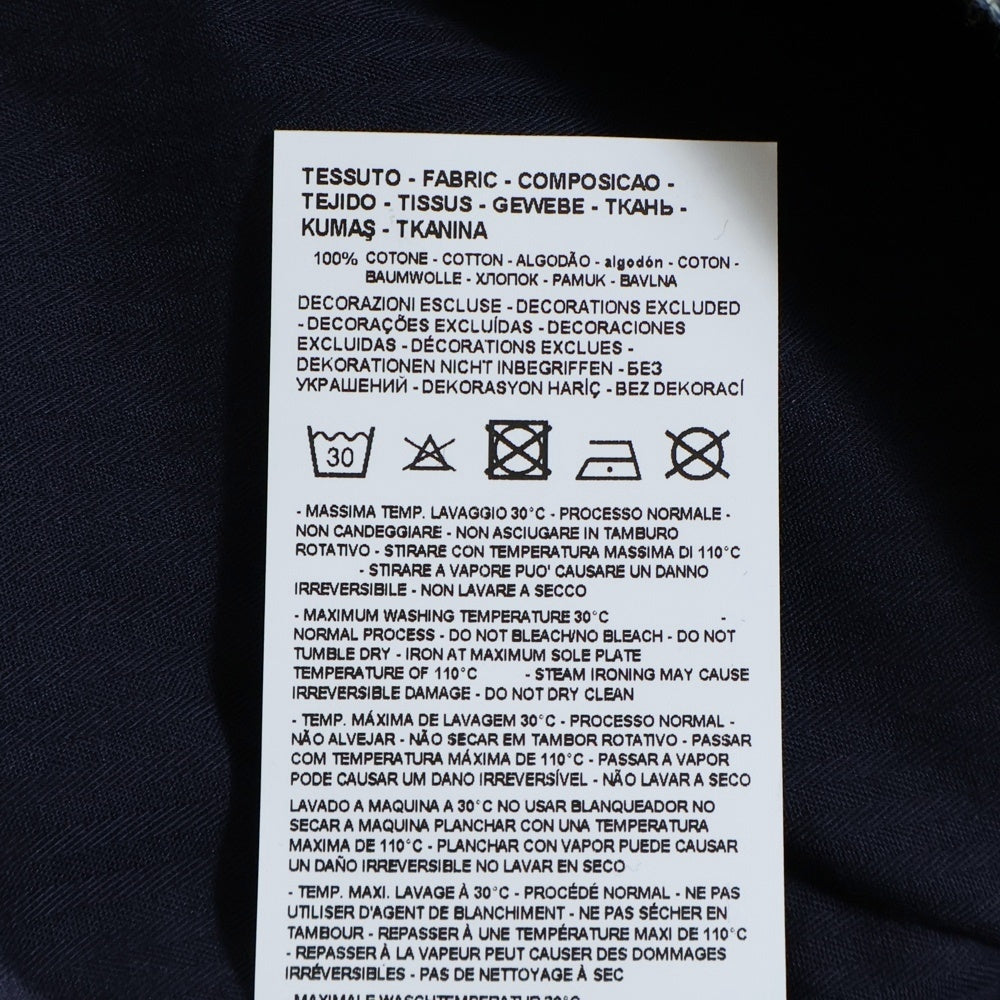 TESSUTO - FABRIC - COMPOSICAO -
TEJIDO - TISSUS - GEWEBE - ТКАНЬ -
KUMAŞ - TKANINA
100% COTONE - COTTON - ALGODÃO - algodón - COTON -
BAUMWOLLE - ХЛОПОК - PAMUK - BAVLNA
DECORAZIONI ESCLUSE - DECORATIONS EXCLUDED
- DECORAÇÕES EXCLUÍDAS - DECORACIONES
EXCLUIDAS - DÉCORATIONS EXCLUES -
DEKORATIONEN NICHT INBEGRIFFEN - БЕЗ
УКРАШЕНИЙ - DEKORASYON HARİÇ - BEZ DEKORACÍ
30
- MASSIMA TEMP. LAVAGGIO 30°C - PROCESSO NORMALE -
NON CANDEGGIARE - NON ASCIUGARE IN TAMBURO
ROTATIVO - STIRARE CON TEMPERATURA MASSIMA DI 110°C
- STIRARE A VAPORE PUO' CAUSARE UN DANNO
IRREVERSIBILE - NON LAVARE A SECCO
- MAXIMUM WASHING TEMPERATURE 30°C -
NORMAL PROCESS - DO NOT BLEACH/NO BLEACH - DO NOT
TUMBLE DRY - IRON AT MAXIMUM SOLE PLATE
TEMPERATURE OF 110°C - STEAM IRONING MAY CAUSE
IRREVERSIBLE DAMAGE - DO NOT DRY CLEAN
- TEMP. MÁXIMA DE LAVAGEM 30°C - PROCESSO NORMAL -
NÃO ALVEJAR - NÃO SECAR EM TAMBOR ROTATIVO - PASSAR
COM TEMPERATURA MÁXIMA DE 110°C - PASSAR A VAPOR
PODE CAUSAR UM DANO IRREVERSÍVEL - NÃO LAVAR A SECO
LAVADO A MAQUINA A 30°C NO USAR BLANQUEADOR NO
SECAR A MAQUINA PLANCHAR CON UNA TEMPERATURA
MAXIMA DE 110°C - PLANCHAR CON VAPOR PUEDE CAUSAR
UN DAÑO IRREVERSIBLE NO LAVAR EN SECO
- TEMP. MAXI. LAVAGE À 30°C - PROCÉDÉ NORMAL - NE PAS
UTILISER D'AGENT DE BLANCHIMENT - NE PAS SÉCHER EN
TAMBOUR - REPASSER À UNE TEMPÉRATURE MAXI DE 110°C
- REPASSER À LA VAPEUR PEUT CAUSER DES DOMMAGES
IRRÉVERSIBLES - PAS DE NETTOYAGE À SEC
MAXIMALE WASCHTEMPERATUR 30°C